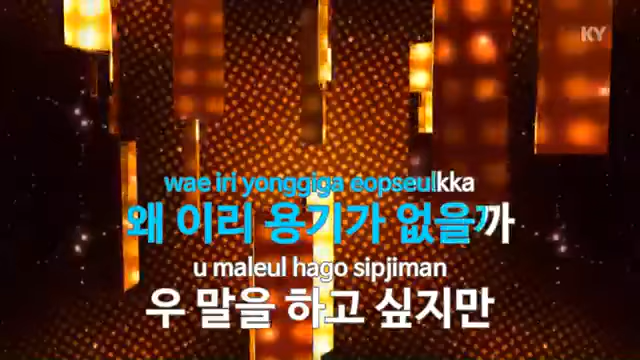 KY
wae iri yonggiga eopseulkka
왜 이리 용기가 없을까
u maleul hago sipjiman
우 말을 하고 싶지만